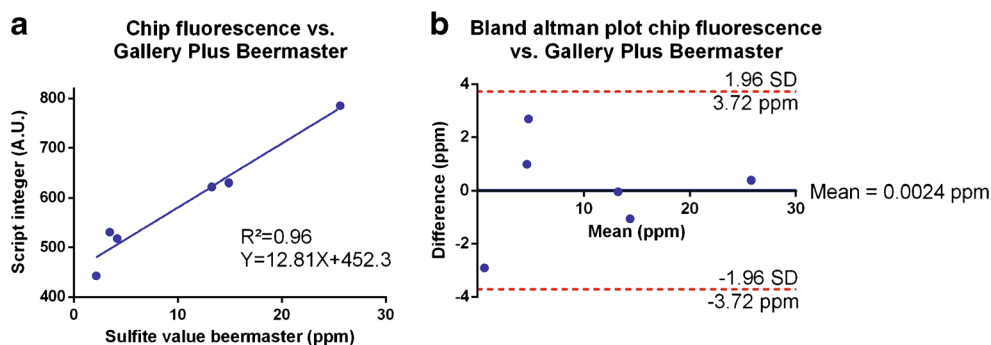 a
Chip fluorescence vs.
Gallery Plus Beermaster
Script integer (A.U.)
800
700
600
500
400
R²=0.96
Y=12.81X+452.3
0
10
20
30
Sulfite value beermaster (ppm)
b
Bland altman plot chip fluorescence
vs. Gallery Plus Beermaster
Difference (ppm)
4
2
0
-2
-4
1.96 SD
3.72 ppm
10
20
30
Mean (ppm)
Mean = 0.0024 ppm
-1.96 SD
-3.72 ppm